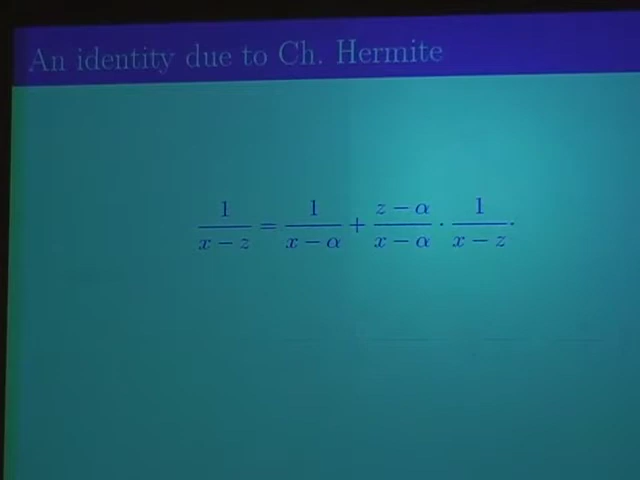 An identity due to Ch. Hermite
1/(x − z) = 1/(x − α) + (z − α)/(x − α) · 1/(x − z).